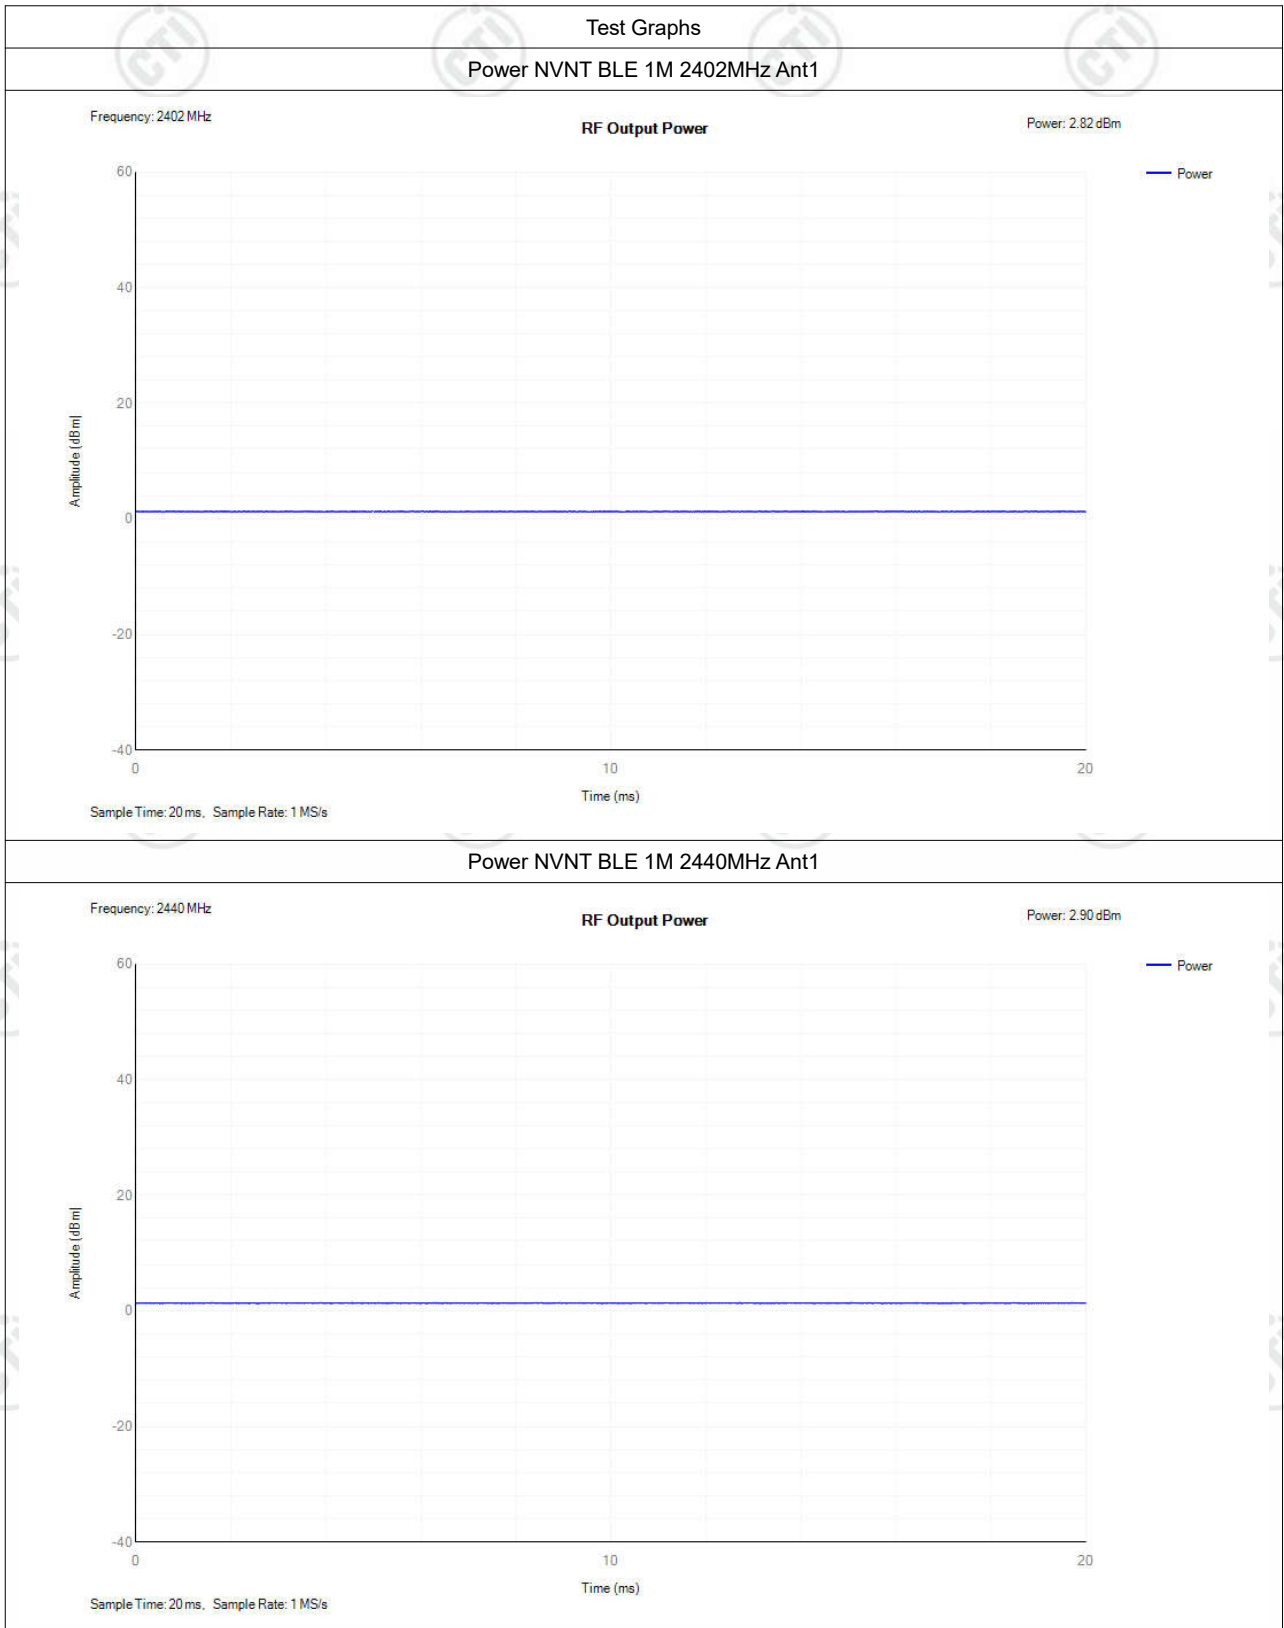 Test Graphs
Power NVNT BLE 1M 2402MHz Ant1
Frequency: 2402 MHz
RF Output Power
Power: 2.82 dBm
Power
60
40
20
0
-20
-40
Amplitude [dBm]
0 10 20
Time (ms)
Sample Time: 20 ms, Sample Rate: 1 MS/s
Power NVNT BLE 1M 2440MHz Ant1
Frequency: 2440 MHz
RF Output Power
Power: 2.90 dBm
Power
60
40
20
0
-20
-40
Amplitude [dBm]
0 10 20
Time (ms)
Sample Time: 20 ms, Sample Rate: 1 MS/s
CTi
CTi
CTi
CTi